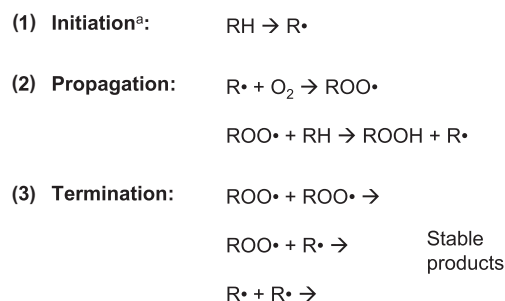 (1) Initiationᵃ: RH → R•
(2) Propagation: R• + O₂ → ROO•
ROO• + RH → ROOH + R•
(3) Termination: ROO• + ROO• →
ROO• + R• → Stable
products
R• + R• →